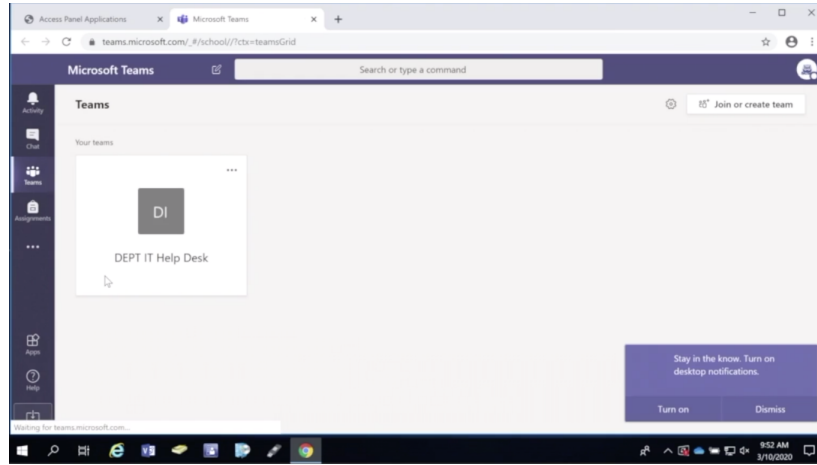 Access Panel Applications
Microsoft Teams
teams.microsoft.com/_#/school//?ctx=teamsGrid
Microsoft Teams
Search or type a command
Activity
Chat
Teams
Assignments
Apps
Help
Teams
Join or create team
Your teams
DI
DEPT IT Help Desk
Stay in the know. Turn on
desktop notifications.
Turn on
Dismiss
Waiting for teams.microsoft.com...
9:52 AM
3/10/2020